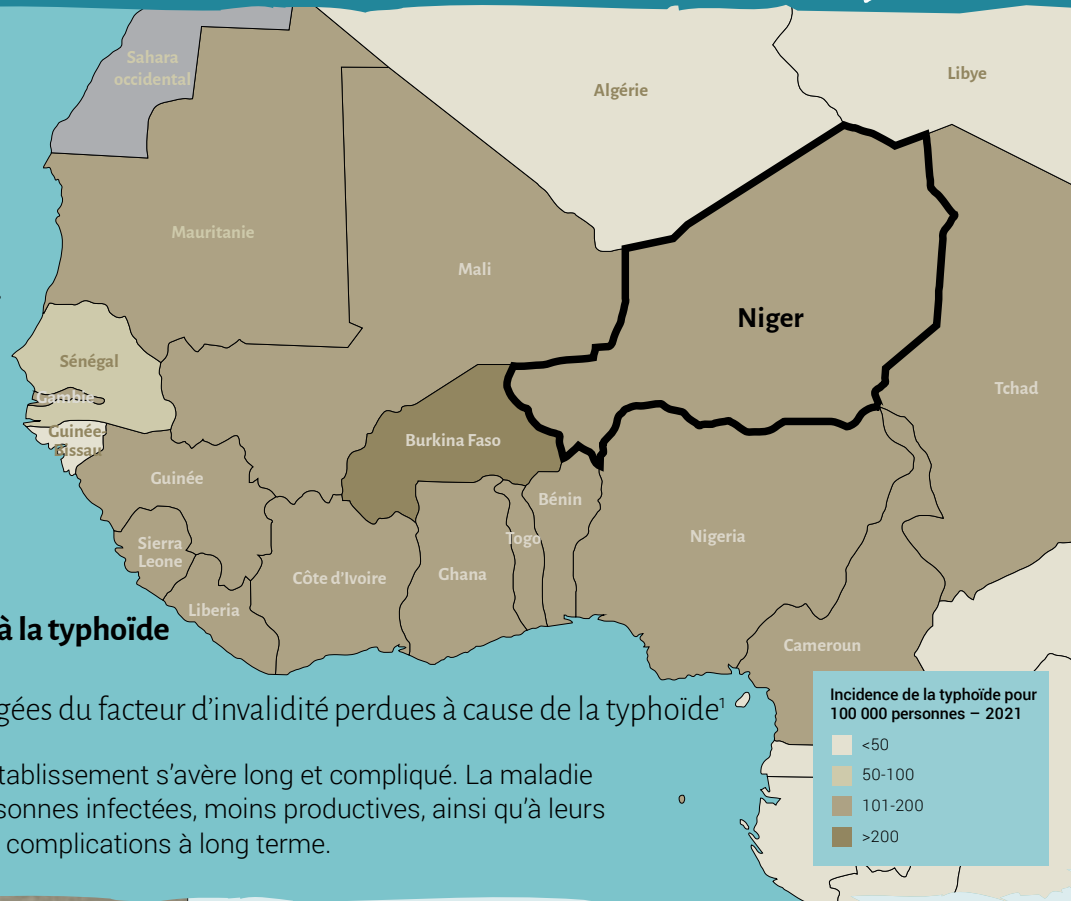 Sahara
occidental
Algérie
Libye
Mauritanie
Mali
Niger
Sénégal
Tchad
Gambie
Guinée-
Bissau
Burkina Faso
Guinée
Bénin
Nigeria
Togo
Sierra
Leone
Côte d'Ivoire
Ghana
Liberia
Cameroun
à la typhoïde
gées du facteur d'invalidité perdues à cause de la typhoïde¹
tablissement s'avère long et compliqué. La maladie
sonnes infectées, moins productives, ainsi qu'à leurs
complications à long terme.
Incidence de la typhoïde pour
100 000 personnes – 2021
<50
50-100
101-200
>200